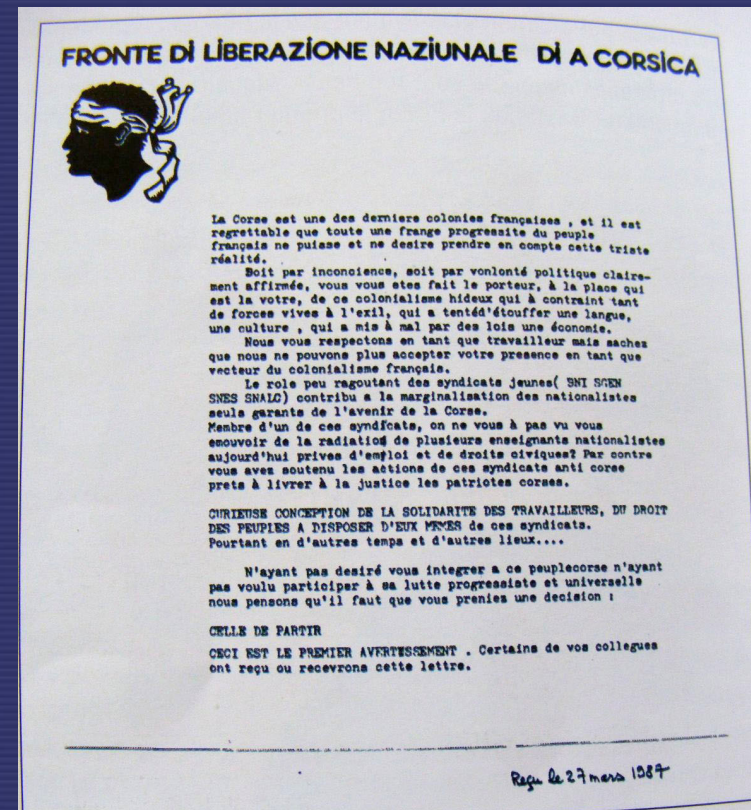 FRONTE Di LiBERAZiONE NAZiUNALE Di A CORSiCA
La Corse est une des derniere colonies françaises , et il est
regrettable que toute une frange progressite du peuple
français ne puisse et ne desire prendre en compte cette triste
réalité.
Soit par inconcience, soit par vonlonté politique claire-
ment affirmée, vous vous etes fait le porteur, à la place qui
est la votre, de ce colonialisme hideux qui à contraint tant
de forces vives à l'exil, qui a tentéd'étouffer une langue,
une culture , qui a mis à mal par des lois une économie.
Nous vous respectons en tant que travailleur mais sachez
que nous ne pouvons plus accepter votre presence en tant que
vecteur du colonialisme français.
Le role peu ragoutant des syndicats jeunes( SNI SGEN
SNES SNALC) contribu a la marginalisation des nationalistes
seuls garants de l'avenir de la Corse.
Membre d'un de ces syndicats, on ne vous à pas vu vous
emouvoir de la radiation de plusieurs enseignants nationalistes
aujourd'hui prives d'emploi et de droits civiques? Par contre
vous avez soutenu les actions de ces syndicats anti corse
prets à livrer à la justice les patriotes corses.
CURIEUSE CONCEPTION DE LA SOLIDARITE DES TRAVAILLEURS, DU DROIT
DES PEUPLES A DISPOSER D'EUX MEMES de ces syndicats.
Pourtant en d'autres temps et d'autres lieux....
N'ayant pas desiré vous integrer a ce peuplecorse n'ayant
pas voulu participer à sa lutte progressiste et universelle
nous pensons qu'il faut que vous preniez une decision :
CELLE DE PARTIR
CECI EST LE PREMIER AVERTISSEMENT . Certains de vos collegues
ont reçu ou recevrons cette lettre.
Reçu le 27 mars 1987